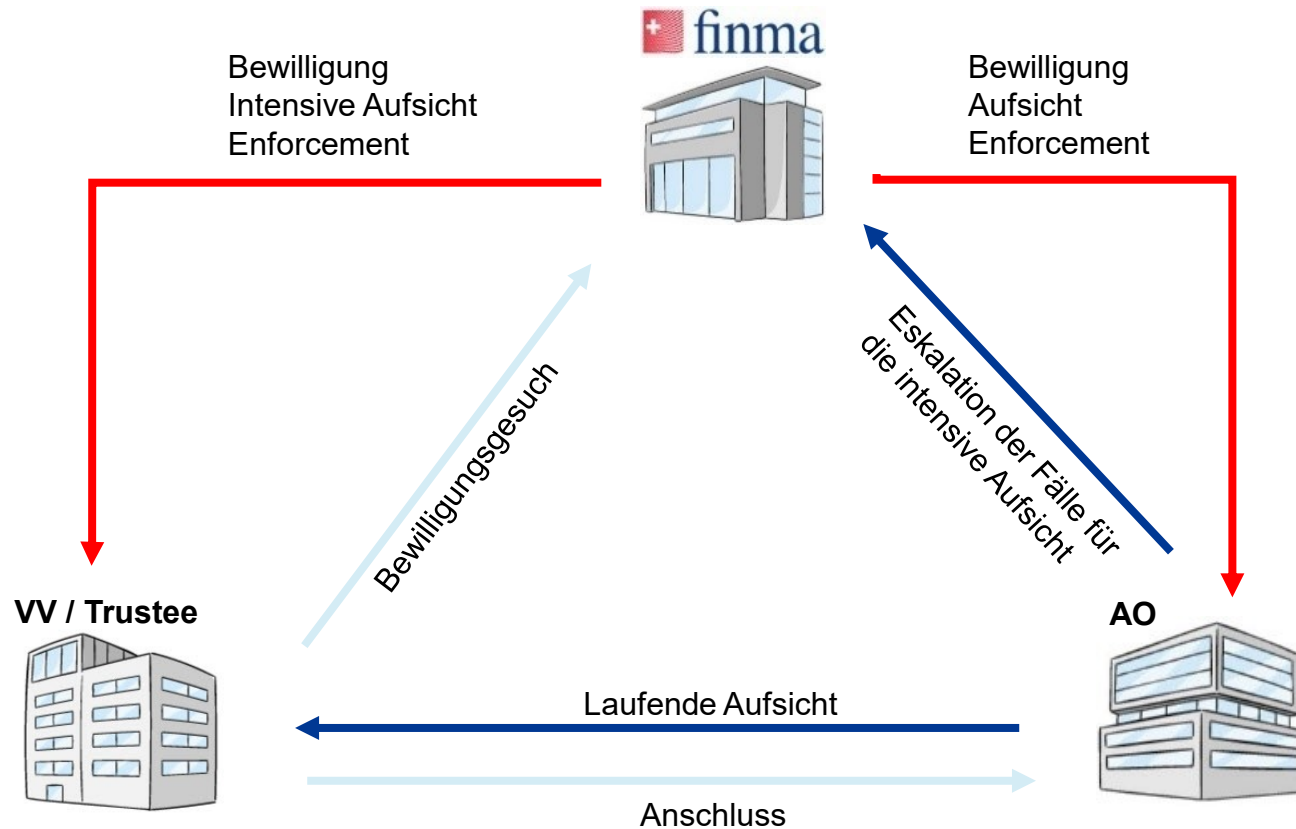 finma
Bewilligung
Intensive Aufsicht
Enforcement
Bewilligung
Aufsicht
Enforcement
Bewilligungsgesuch
Eskalation der Fälle für
die intensive Aufsicht
VV / Trustee
AO
Laufende Aufsicht
Anschluss